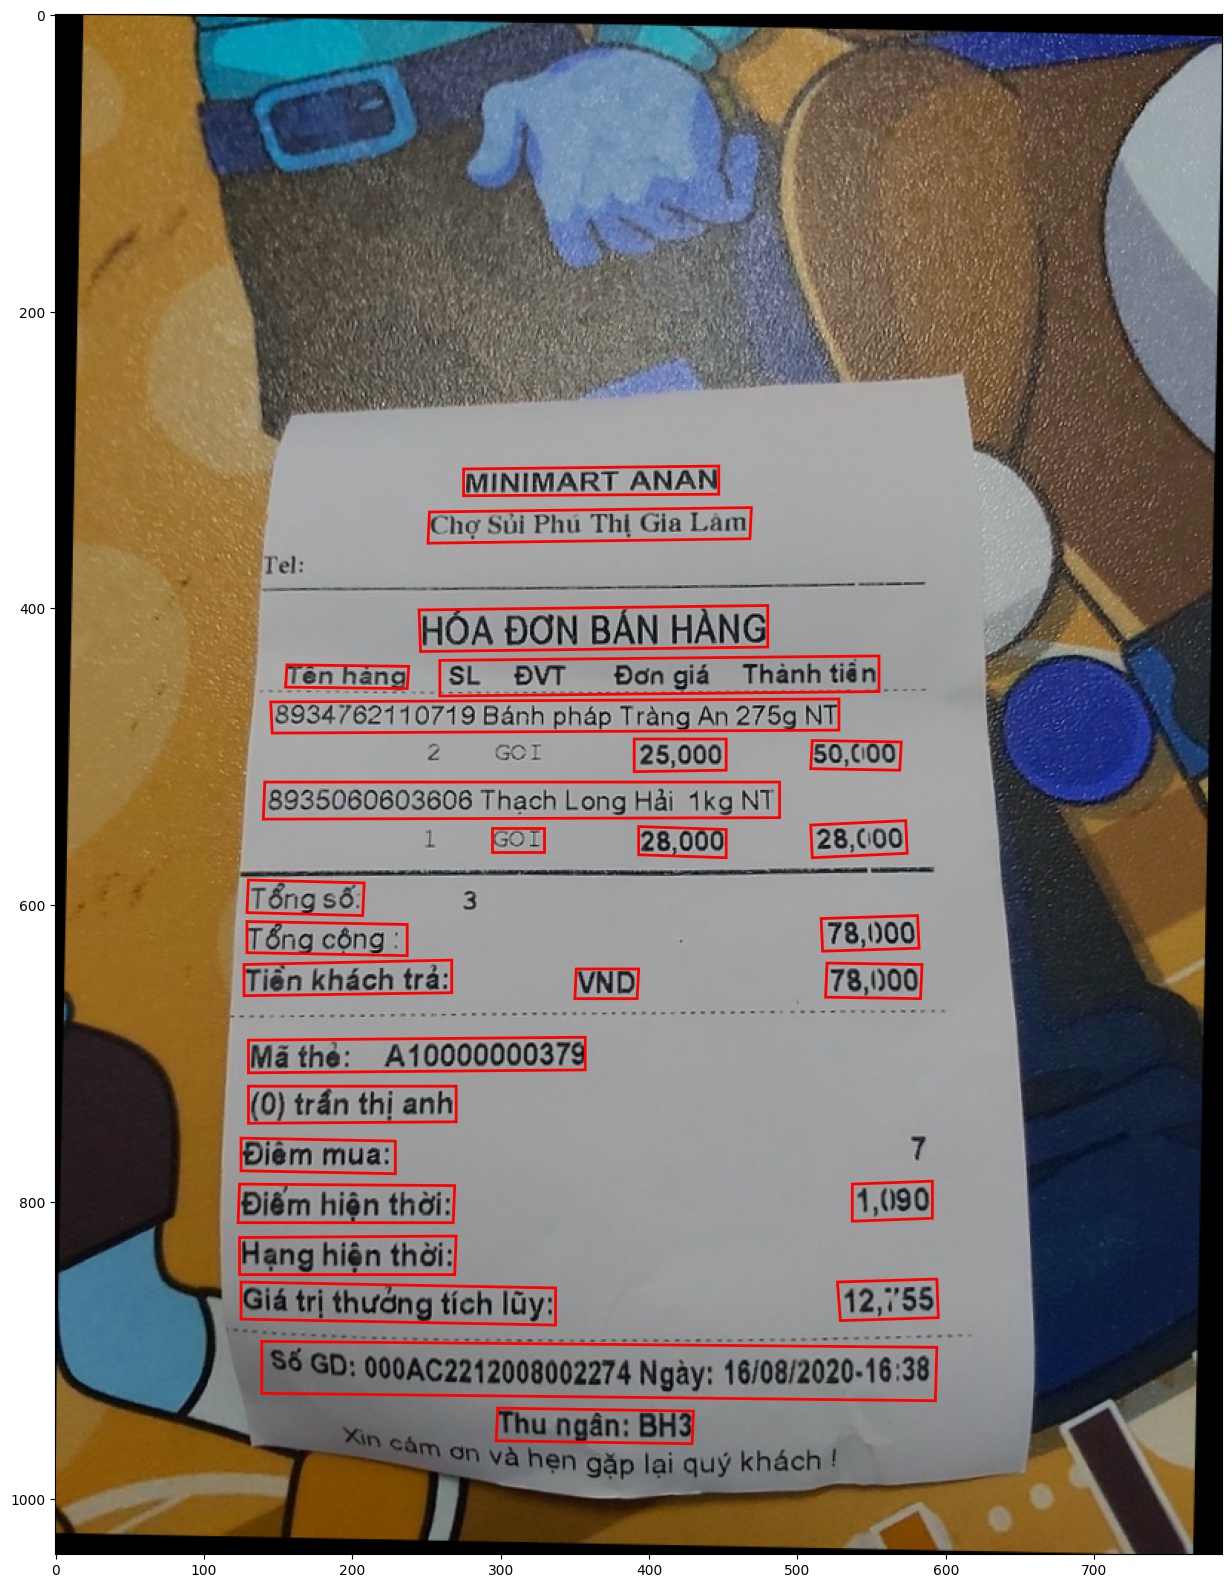 MINIMART ANAN
Chợ Sủi Phú Thị Gia Lâm
Tel:
HÓA ĐƠN BÁN HÀNG
Tên hàng SL ĐVT Đơn giá Thành tiền
8934762110719 Bánh pháp Tràng An 275g NT
2 GOI 25,000 50,000
8935060603606 Thạch Long Hải 1kg NT
1 GOI 28,000 28,000
Tổng số: 3
Tổng cộng : 78,000
Tiền khách trả: VND 78,000
Mã thẻ: A10000000379
(0) trần thị anh
Điểm mua: 7
Điểm hiện thời: 1,090
Hạng hiện thời:
Giá trị thưởng tích lũy: 12,755
Số GD: 000AC2212008002274 Ngày: 16/08/2020-16:38
Thu ngân: BH3
Xin cảm ơn và hẹn gặp lại quý khách !
0
200
400
600
800
1000
0 100 200 300 400 500 600 700